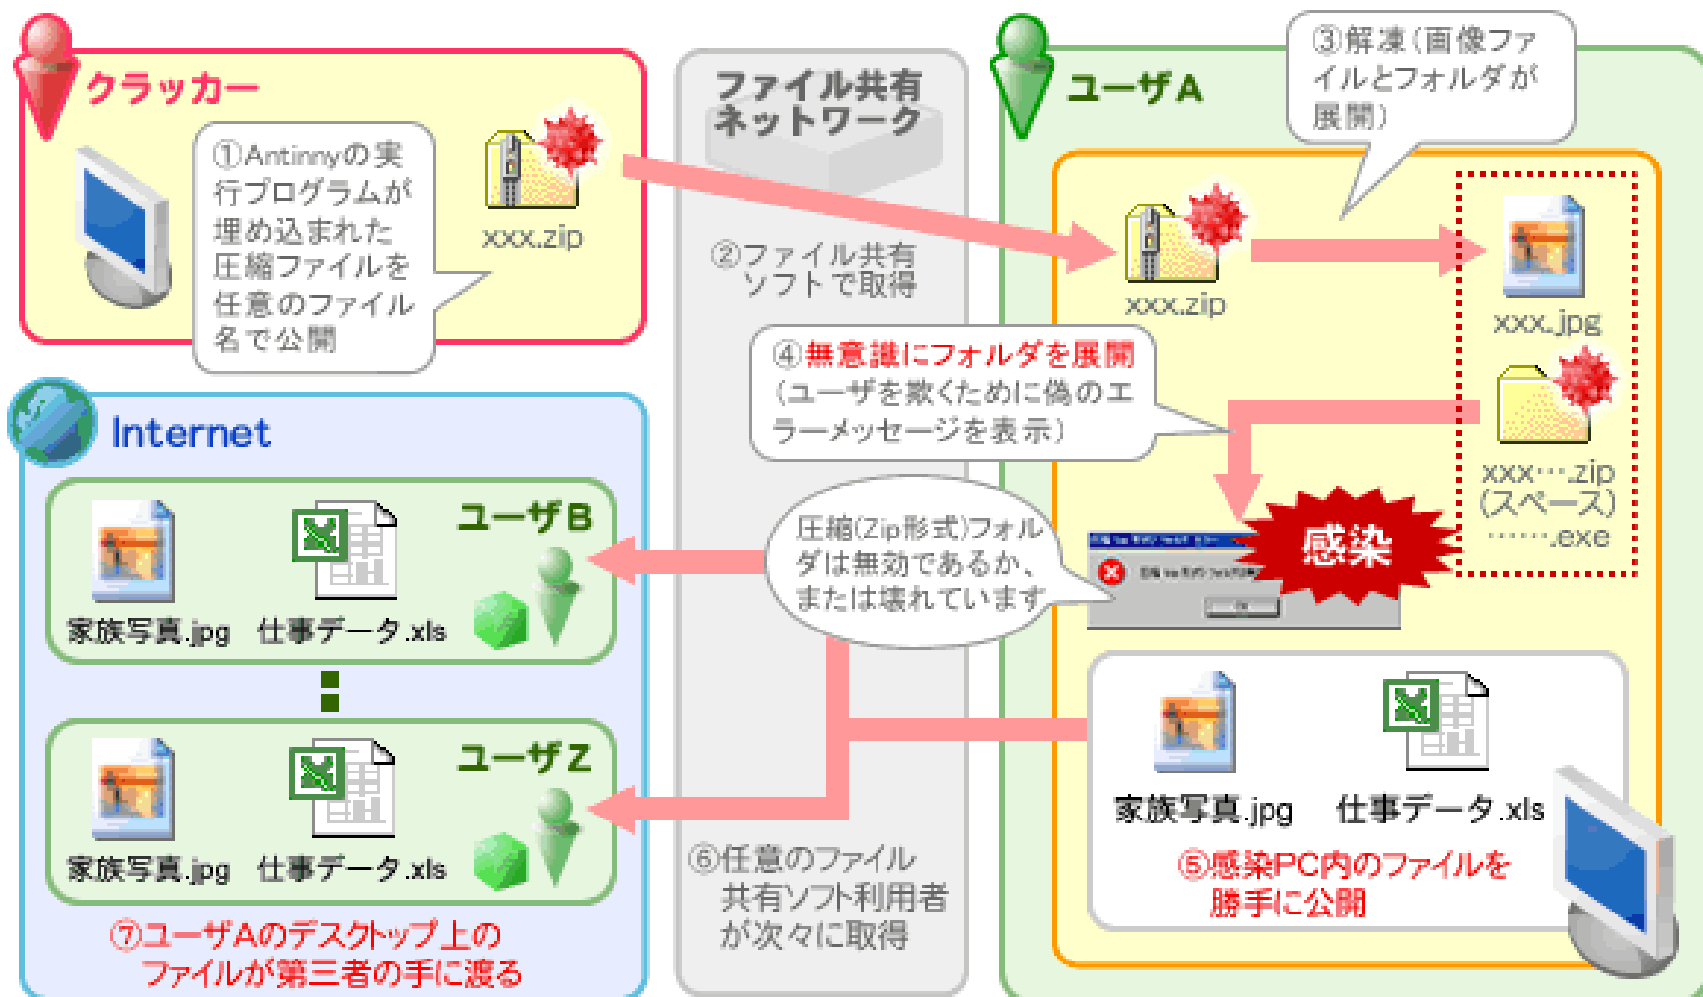 クラッカー
①Antinnyの実
行プログラムが
埋め込まれた
圧縮ファイルを
任意のファイル
名で公開
xxx.zip
ファイル共有
ネットワーク
②ファイル共有
ソフトで取得
ユーザA
③解凍(画像ファ
イルとフォルダが
展開)
xxx.zip
xxx.jpg
xxx….zip
(スペース)
…….exe
④無意識にフォルダを展開
(ユーザを欺くために偽のエ
ラーメッセージを表示)
感染
圧縮(Zip形式)フォル
ダは無効であるか、
または壊れています
家族写真.jpg
仕事データ.xls
⑤感染PC内のファイルを
勝手に公開
⑥任意のファイル
共有ソフト利用者
が次々に取得
Internet
ユーザB
家族写真.jpg
仕事データ.xls
ユーザZ
家族写真.jpg
仕事データ.xls
⑦ユーザAのデスクトップ上の
ファイルが第三者の手に渡る